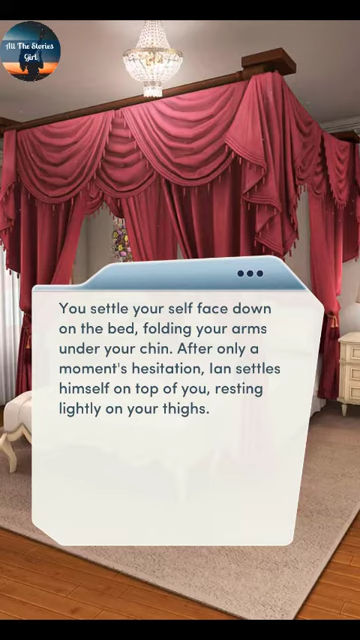 All The Stories
Girl
You settle your self face down
on the bed, folding your arms
under your chin. After only a
moment's hesitation, Ian settles
himself on top of you, resting
lightly on your thighs.